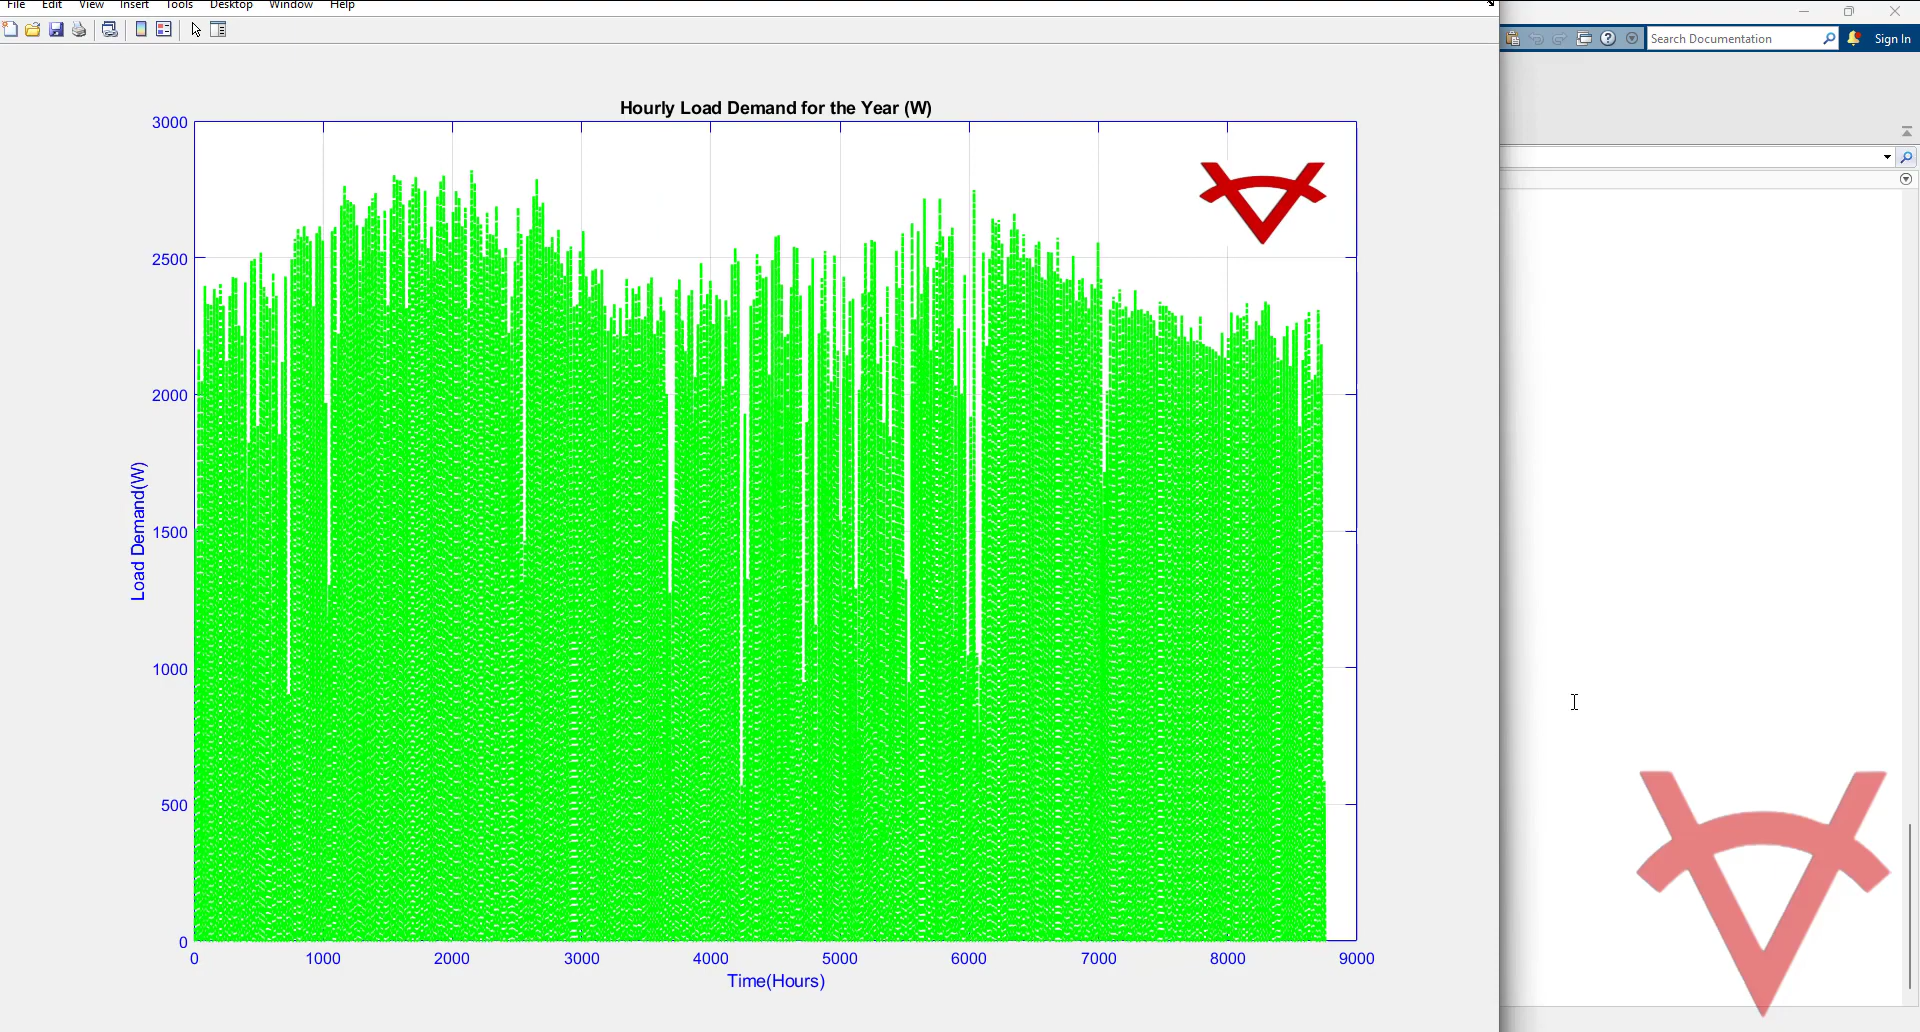 File Edit View Insert Tools Desktop Window Help
Search Documentation
Sign In
Hourly Load Demand for the Year (W)
3000
2500
2000
1500
1000
500
0
Load Demand(W)
0 1000 2000 3000 4000 5000 6000 7000 8000 9000
Time(Hours)